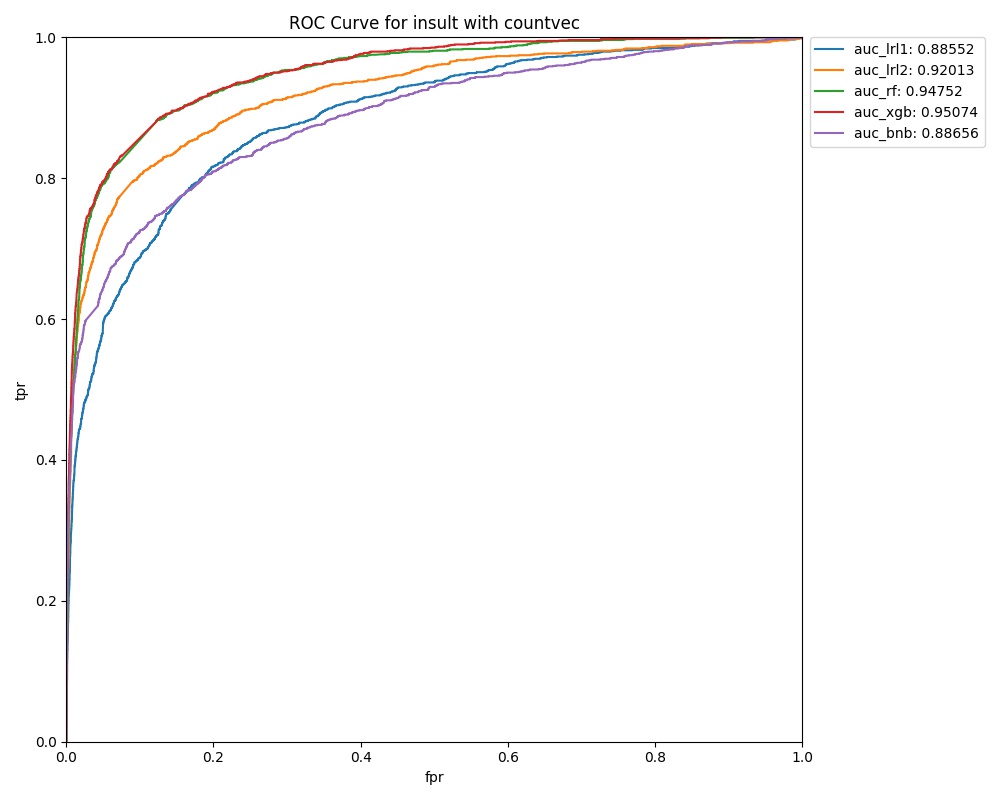 ROC Curve for insult with countvec
auc_lrl1: 0.88552
auc_lrl2: 0.92013
auc_rf: 0.94752
auc_xgb: 0.95074
auc_bnb: 0.88656
tpr
1.0
0.8
0.6
0.4
0.2
0.0
0.0 0.2 0.4 0.6 0.8 1.0
fpr